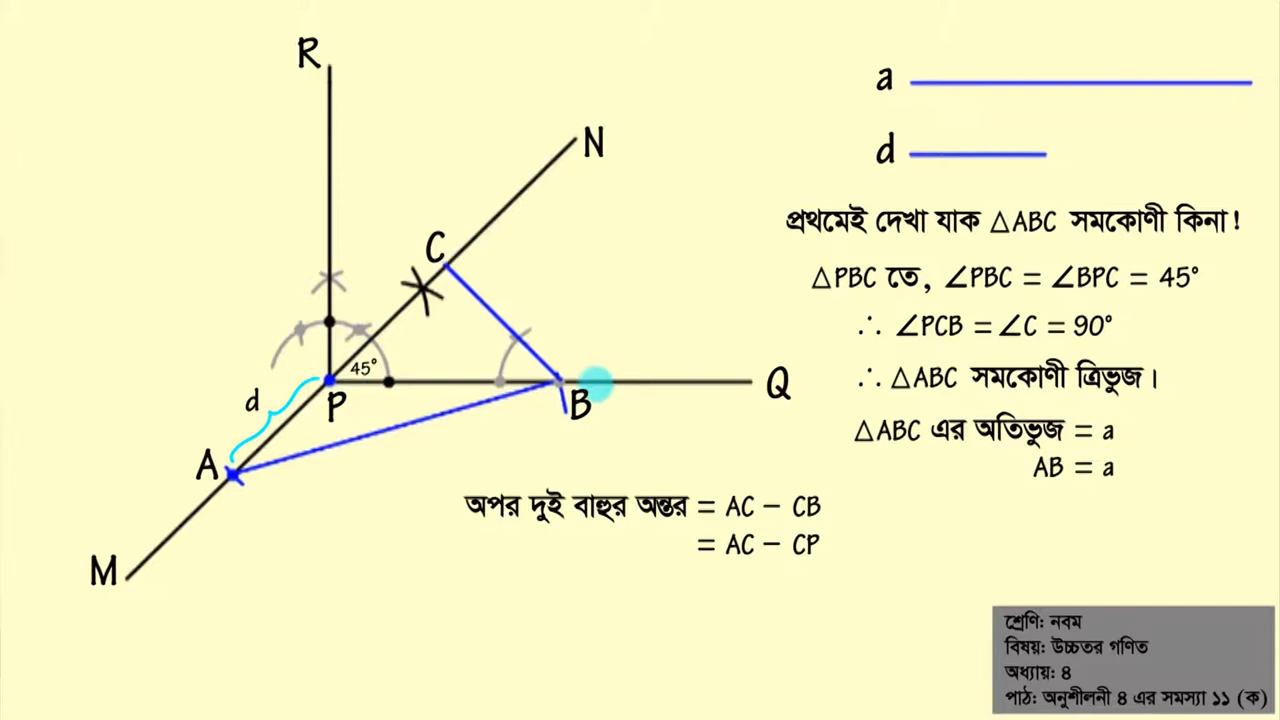 R
N
C
45°
P
Q
B
d
A
M
a
d
প্রথমেই দেখা যাক △ABC সমকোণী কিনা!
△PBC তে, ∠PBC = ∠BPC = 45°
∴ ∠PCB = ∠C = 90°
∴ △ABC সমকোণী ত্রিভুজ।
△ABC এর অতিভুজ = a
AB = a
অপর দুই বাহুর অন্তর = AC − CB
= AC − CP
শ্রেণি: নবম
বিষয়: উচ্চতর গণিত
অধ্যায়: ৪
পাঠ: অনুশীলনী ৪ এর সমস্যা ১১ (ক)